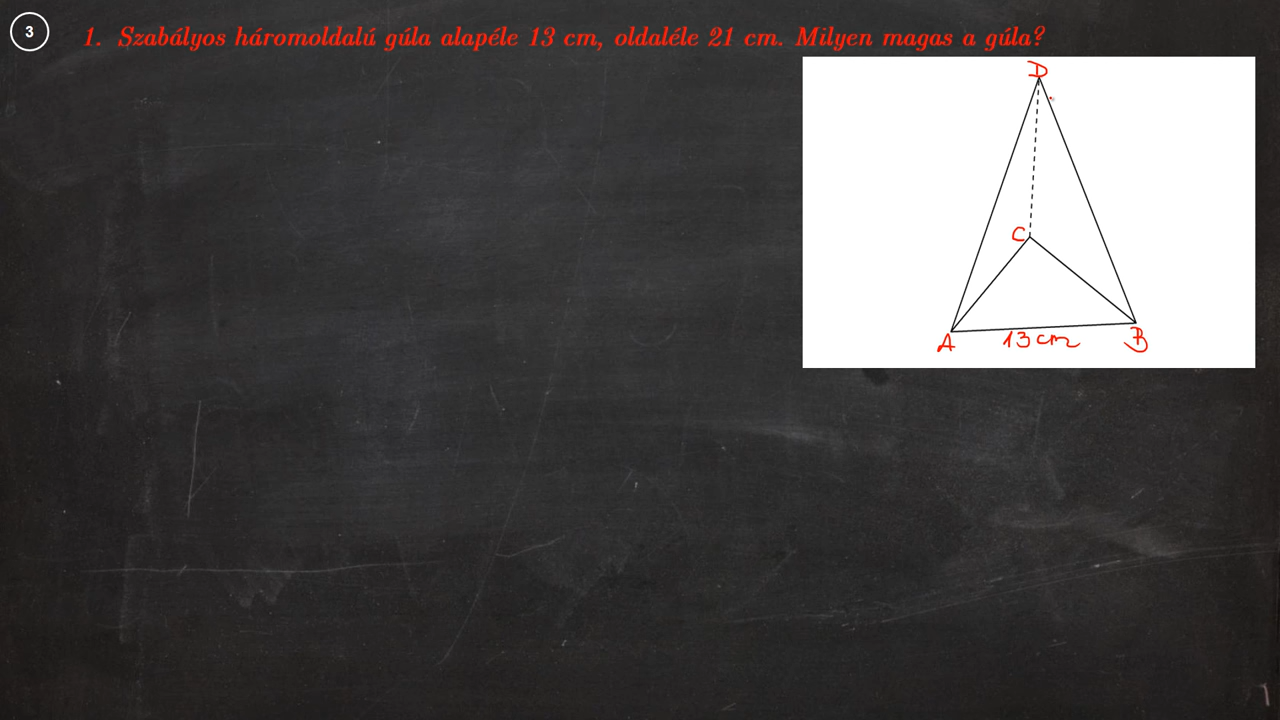 3
1. Szabályos háromoldalú gúla alapéle 13 cm, oldaléle 21 cm. Milyen magas a gúla?
D
C
A 13 cm B